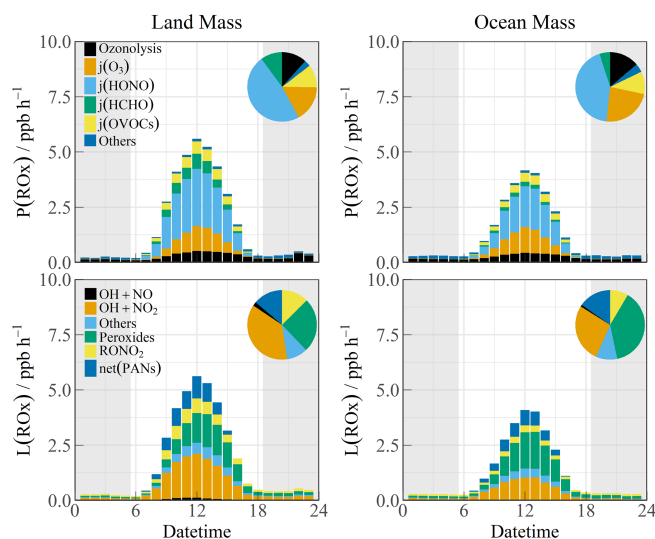 Land Mass
Ocean Mass
P(ROx) / ppb h⁻¹
10.0
7.5
5.0
2.5
0.0
Ozonolysis
j(O₃)
j(HONO)
j(HCHO)
j(OVOCs)
Others
P(ROx) / ppb h⁻¹
10.0
7.5
5.0
2.5
0.0
L(ROx) / ppb h⁻¹
10.0
7.5
5.0
2.5
0.0
OH + NO
OH + NO₂
Others
Peroxides
RONO₂
net(PANs)
0
6
12
18
24
Datetime
L(ROx) / ppb h⁻¹
10.0
7.5
5.0
2.5
0.0
0
6
12
18
24
Datetime